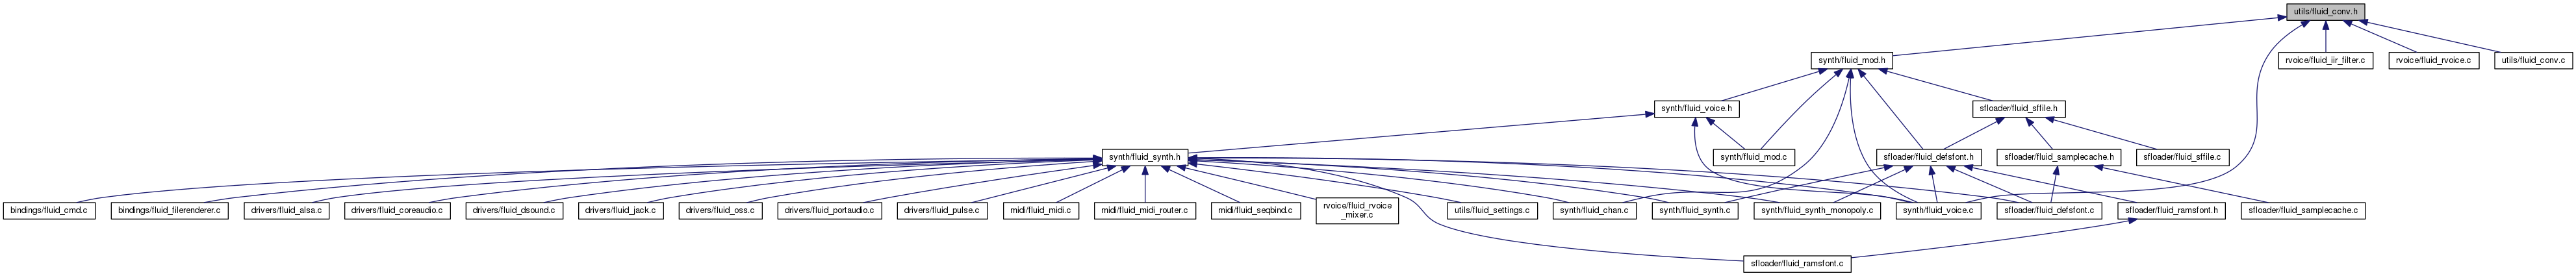 utils/fluid_conv.h
synth/fluid_mod.h
rvoice/fluid_iir_filter.c
rvoice/fluid_rvoice.c
utils/fluid_conv.c
synth/fluid_voice.h
sfloader/fluid_sffile.h
synth/fluid_synth.h
synth/fluid_mod.c
sfloader/fluid_defsfont.h
sfloader/fluid_samplecache.h
sfloader/fluid_sffile.c
bindings/fluid_cmd.c
bindings/fluid_filerenderer.c
drivers/fluid_alsa.c
drivers/fluid_coreaudio.c
drivers/fluid_dsound.c
drivers/fluid_jack.c
drivers/fluid_oss.c
drivers/fluid_portaudio.c
drivers/fluid_pulse.c
midi/fluid_midi.c
midi/fluid_midi_router.c
midi/fluid_seqbind.c
rvoice/fluid_rvoice
_mixer.c
utils/fluid_settings.c
synth/fluid_chan.c
synth/fluid_synth.c
synth/fluid_synth_monopoly.c
synth/fluid_voice.c
sfloader/fluid_defsfont.c
sfloader/fluid_ramsfont.h
sfloader/fluid_samplecache.c
sfloader/fluid_ramsfont.c